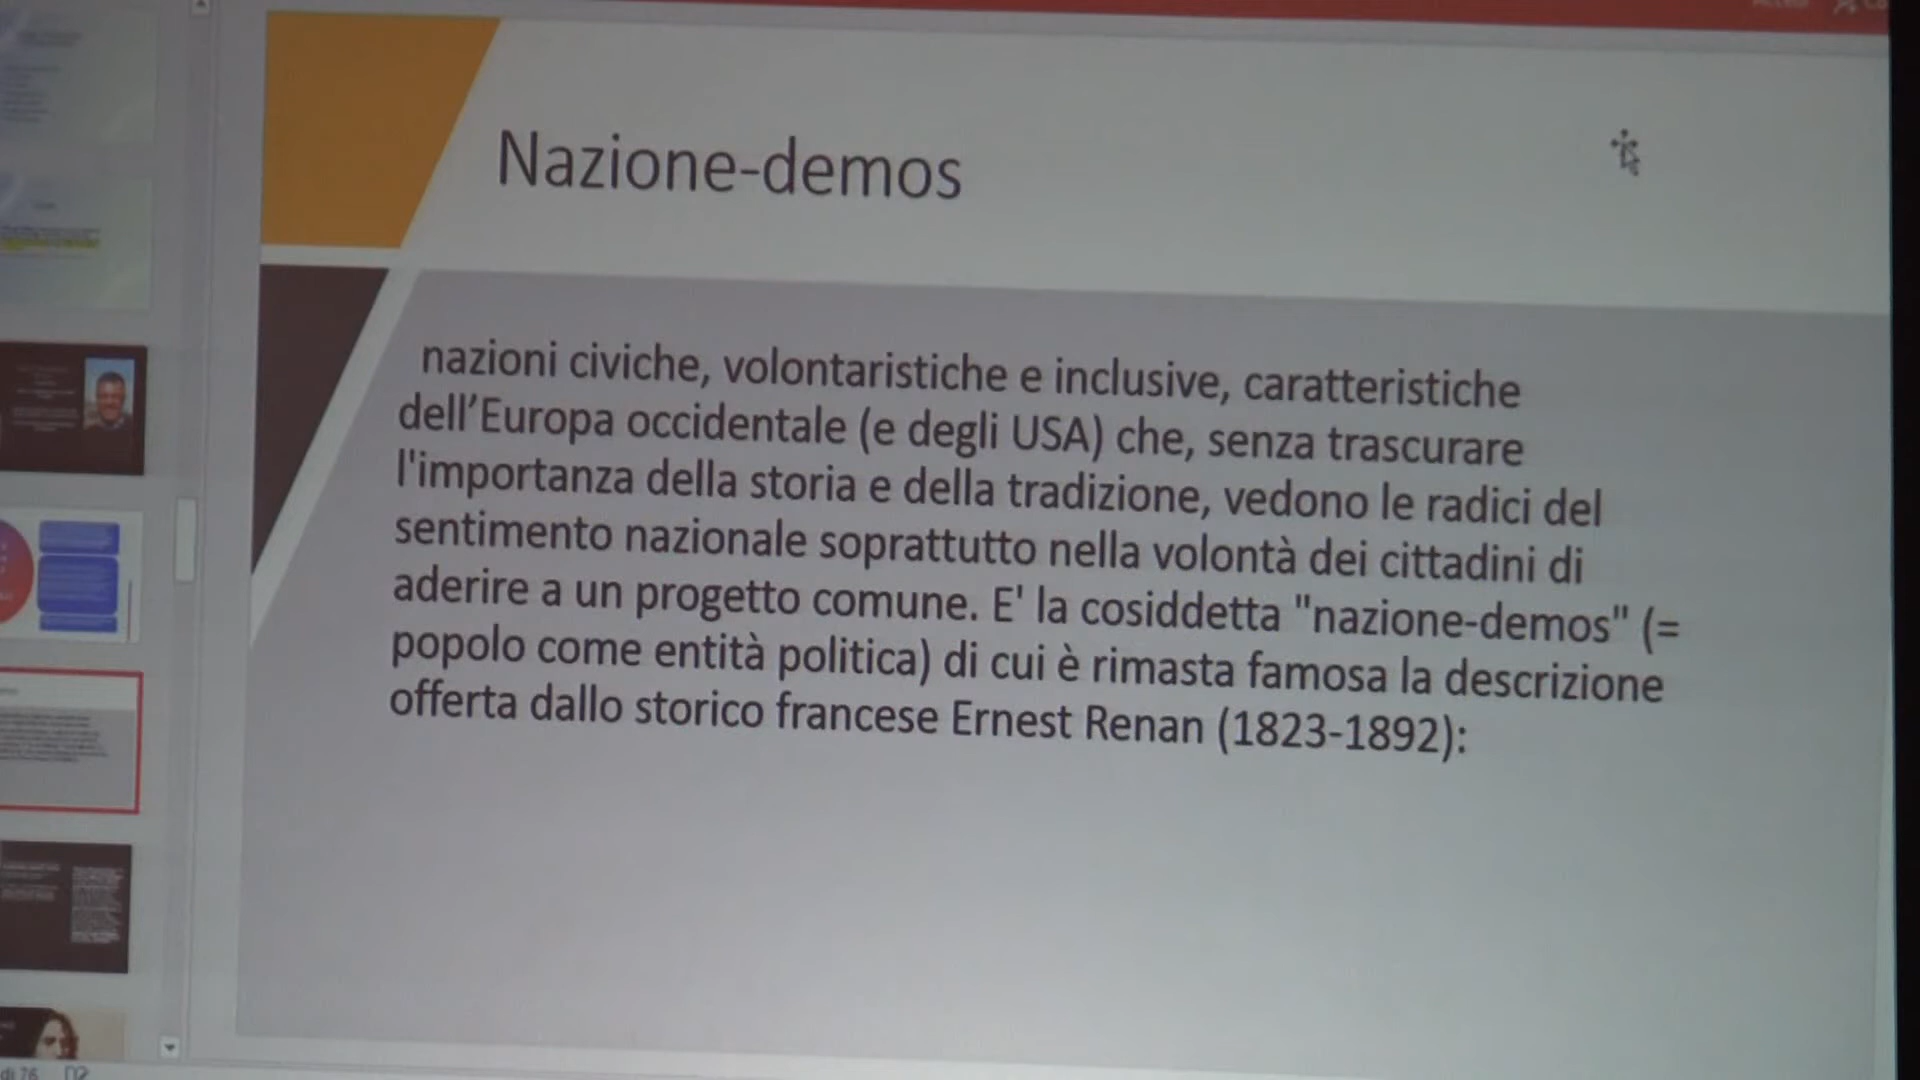 Nazione-demos
nazioni civiche, volontaristiche e inclusive, caratteristiche
dell’Europa occidentale (e degli USA) che, senza trascurare
l'importanza della storia e della tradizione, vedono le radici del
sentimento nazionale soprattutto nella volontà dei cittadini di
aderire a un progetto comune. E' la cosiddetta "nazione-demos" (=
popolo come entità politica) di cui è rimasta famosa la descrizione
offerta dallo storico francese Ernest Renan (1823-1892):
di 76